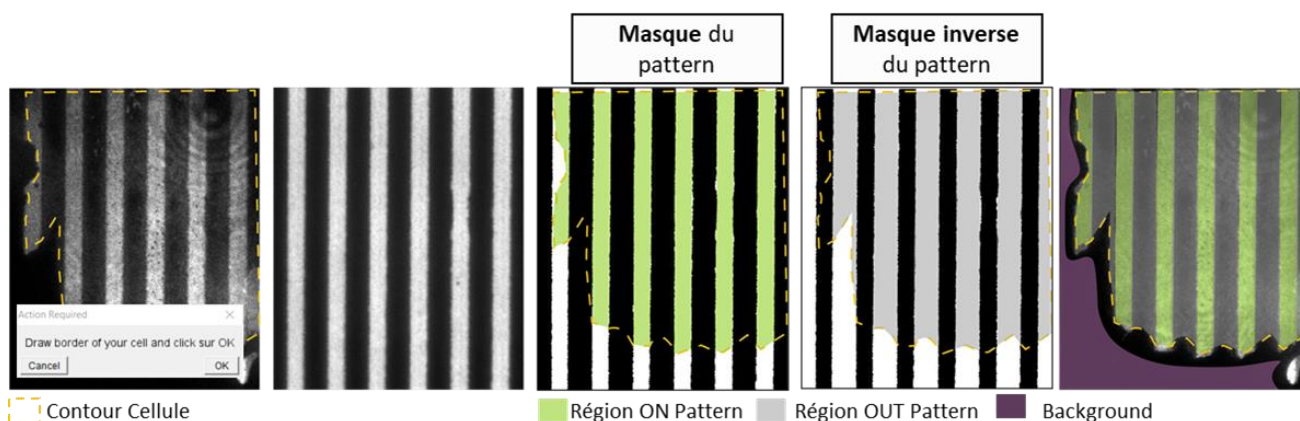 Masque du
pattern
Masque inverse
du pattern
Action Required
Draw border of your cell and click sur OK
Cancel
OK
Contour Cellule
Région ON Pattern
Région OUT Pattern
Background